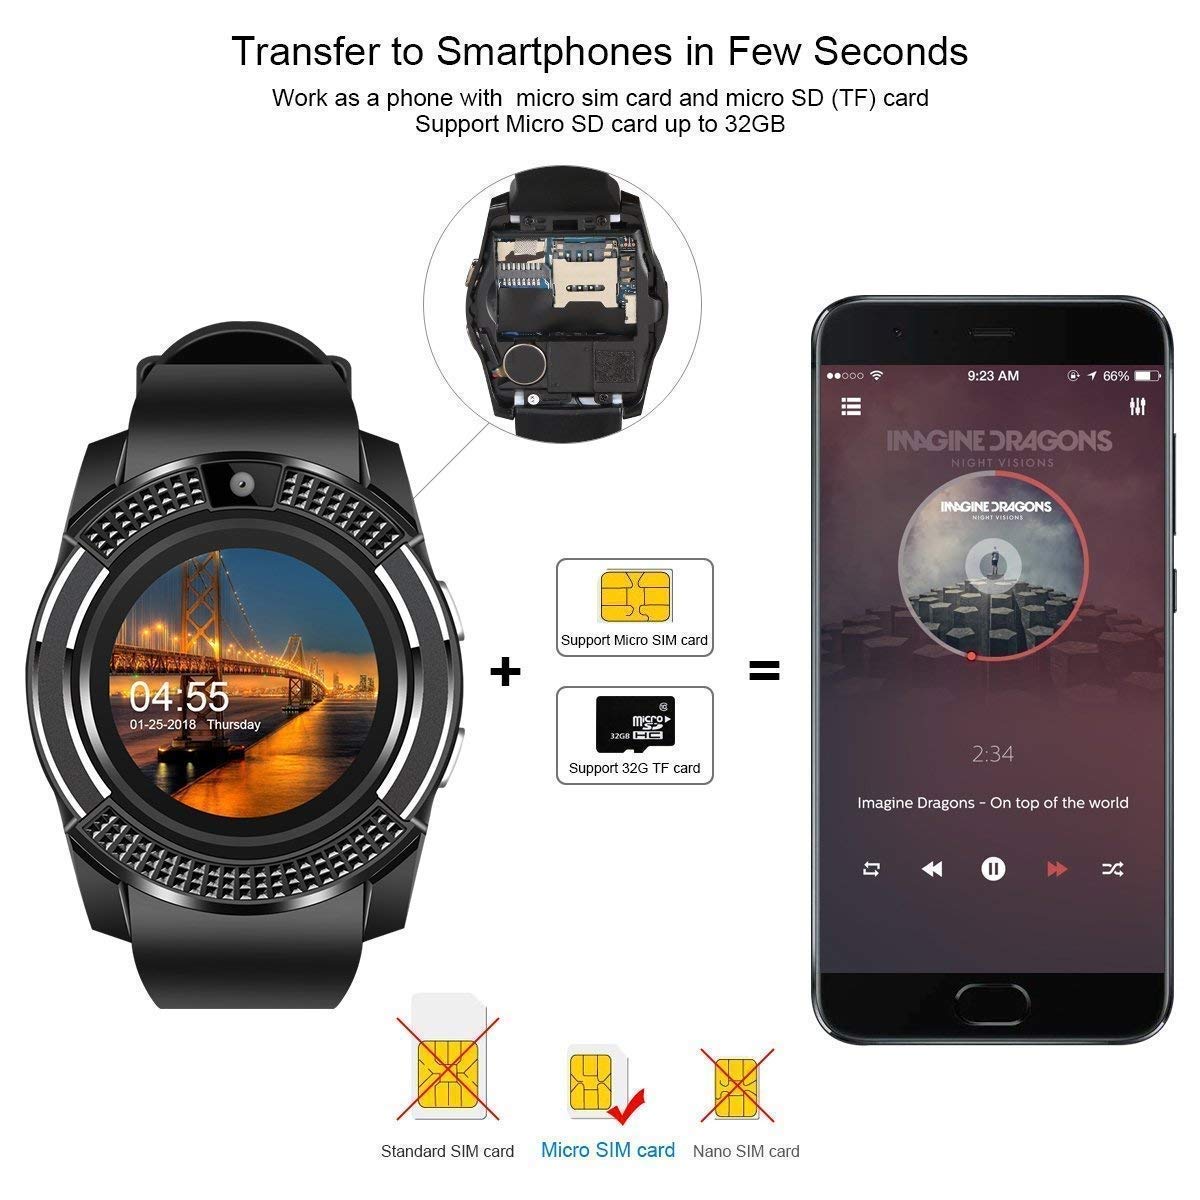 Transfer to Smartphones in Few Seconds
Work as a phone with micro sim card and micro SD (TF) card
Support Micro SD card up to 32GB
9:23 AM
66%
IMAGINE DRAGONS
NIGHT VISIONS
IMAGINE DRAGONS
NIGHT VISIONS
04:55
01-25-2018 Thursday
+
Support Micro SIM card
=
10
micro
SD
32GB HC
Support 32G TF card
2:34
Imagine Dragons - On top of the world
Standard SIM card
Micro SIM card
Nano SIM card